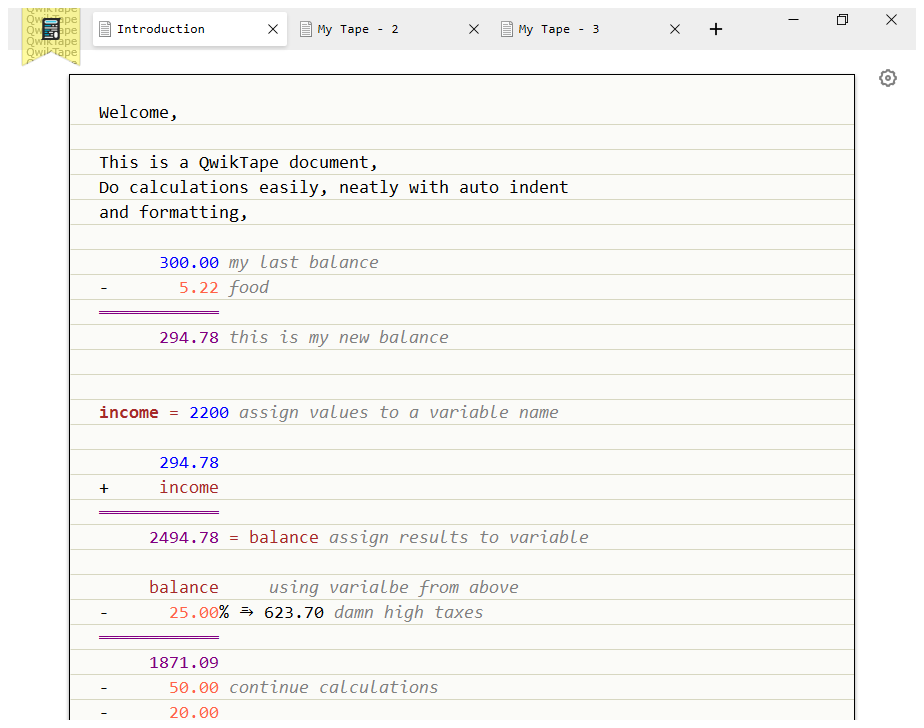 QwikTape
QwikTape
QwikTape
QwikTape
QwikTape
Introduction
My Tape - 2
My Tape - 3
Welcome,
This is a QwikTape document,
Do calculations easily, neatly with auto indent
and formatting,
300.00 my last balance
- 5.22 food
294.78 this is my new balance
income = 2200 assign values to a variable name
294.78
+ income
2494.78 = balance assign results to variable
balance using varialbe from above
- 25.00% ⥤ 623.70 damn high taxes
1871.09
- 50.00 continue calculations
- 20.00